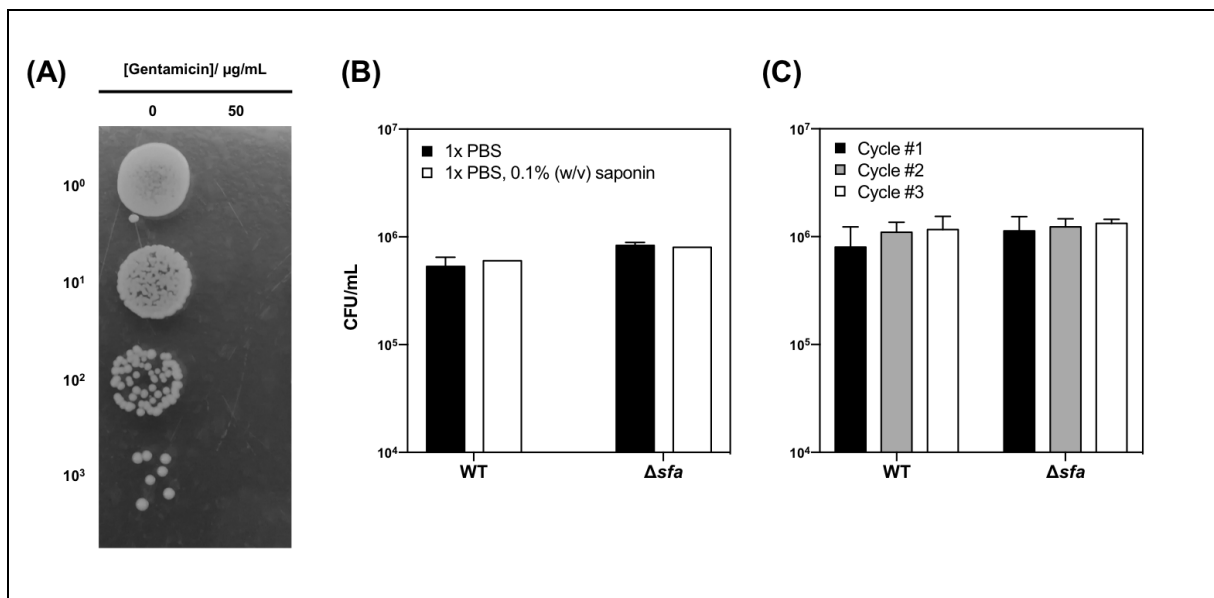 (A)
[Gentamicin]/ μg/mL
0 50
10⁰
10¹
10²
10³
(B)
10⁷
10⁶
10⁵
10⁴
CFU/mL
1x PBS
1x PBS, 0.1% (w/v) saponin
WT Δsfa
(C)
10⁷
10⁶
10⁵
10⁴
Cycle #1
Cycle #2
Cycle #3
WT Δsfa